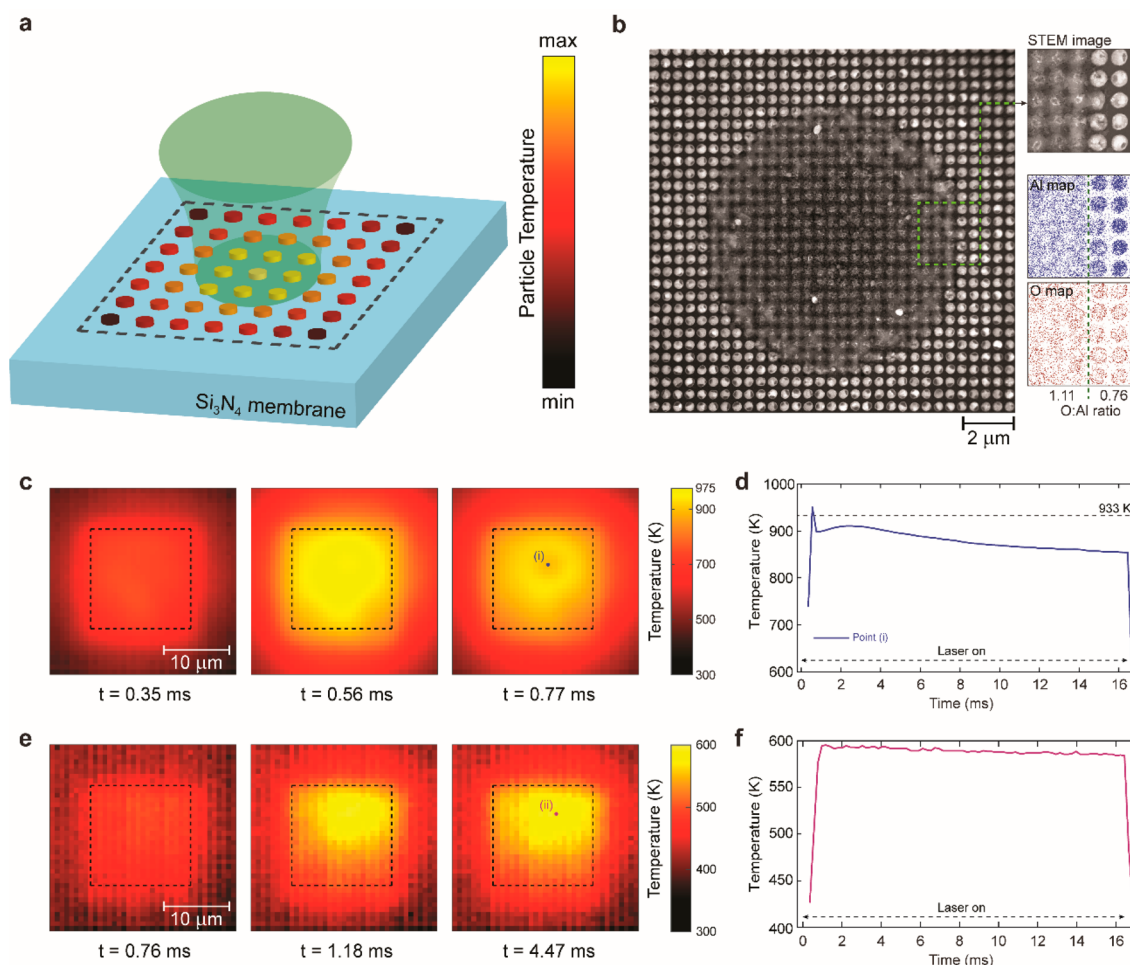 a
max
Particle Temperature
min
Si3N4 membrane
b
STEM image
Al map
O map
1.11 0.76
O:Al ratio
2 μm
c
10 μm
t = 0.35 ms
t = 0.56 ms
(i)
t = 0.77 ms
975
900
700
500
300
Temperature (K)
d
1000
900
800
700
600
Temperature (K)
933 K
Point (i)
Laser on
0 2 4 6 8 10 12 14 16
Time (ms)
e
10 μm
t = 0.76 ms
t = 1.18 ms
(ii)
t = 4.47 ms
600
500
400
300
Temperature (K)
f
600
550
500
450
400
Temperature (K)
Laser on
0 2 4 6 8 10 12 14 16
Time (ms)